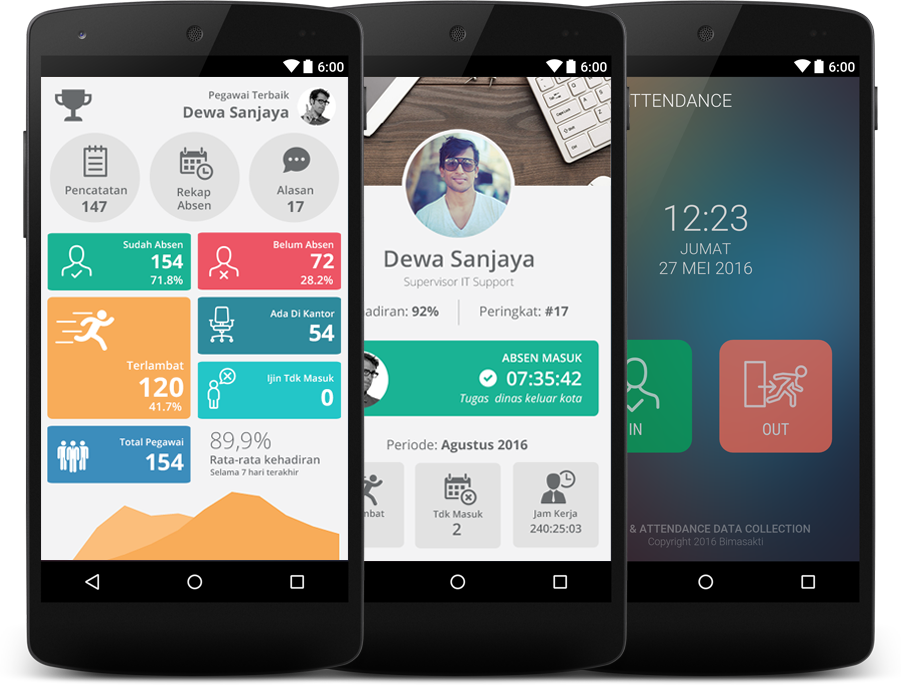 6:00
Pegawai Terbaik
Dewa Sanjaya
Pencatatan
147
Rekap
Absen
Alasan
17
Sudah Absen
154
71.8%
Belum Absen
72
28.2%
Terlambat
120
41.7%
Ada Di Kantor
54
Ijin Tdk Masuk
0
Total Pegawai
154
89,9%
Rata-rata kehadiran
Selama 7 hari terakhir
6:00
Dewa Sanjaya
Supervisor IT Support
adiran: 92%
Peringkat: #17
ABSEN MASUK
07:35:42
Tugas dinas keluar kota
Periode: Agustus 2016
mbat
Tdk Masuk
2
Jam Kerja
240:25:03
6:00
TTENDANCE
12:23
JUMAT
27 MEI 2016
IN
OUT
& ATTENDANCE DATA COLLECTION
Copyright 2016 Bimasakti